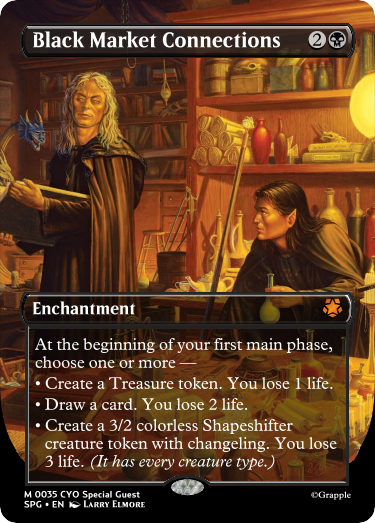 Black Market Connections 2
Enchantment
At the beginning of your first main phase,
choose one or more —
• Create a Treasure token. You lose 1 life.
• Draw a card. You lose 2 life.
• Create a 3/2 colorless Shapeshifter
creature token with changeling. You lose
3 life. (It has every creature type.)
M 0035 CYO Special Guest
SPG • EN Larry Elmore
©Grapple